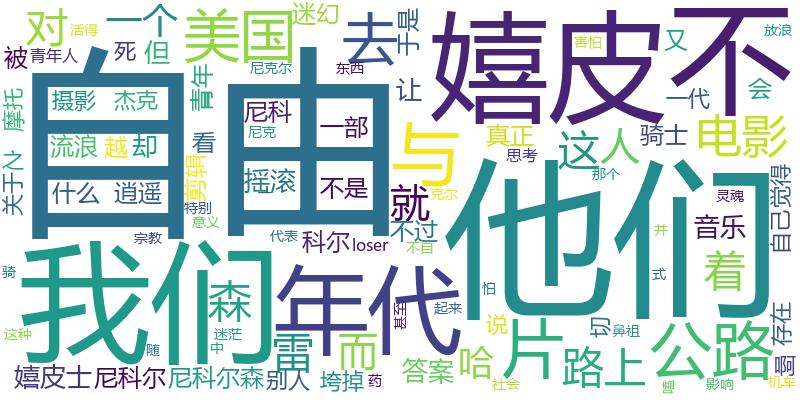 对 一个 美国 迷幻 去 于是 嬉皮 不
活得 放浪
被 青年人 死 但 尼克尔 东西 让 又 害怕 会
自由 青年 一代
摩托 摄影 杰克 尼科 一部 与 真正 这 人 骑士 电影
关于 之 流浪 越 却 看 剪辑 尼克 思考 那个
什么 逍遥 特别 摇滚 不是 就 克尔 他们 灵魂 自己觉得
宗教 意义 代表 科尔 loser 不过 不自 音乐 并
我们 森 年代 着 式
骑 怕 存在
这种 随 迷茫 中 雷 甚至 起来 而 说 切 鼻祖 公路
嬉皮士 尼科尔 尼科尔森 别人 垮掉 药 答案 哈 社会 片 路上 影响 哥 机车